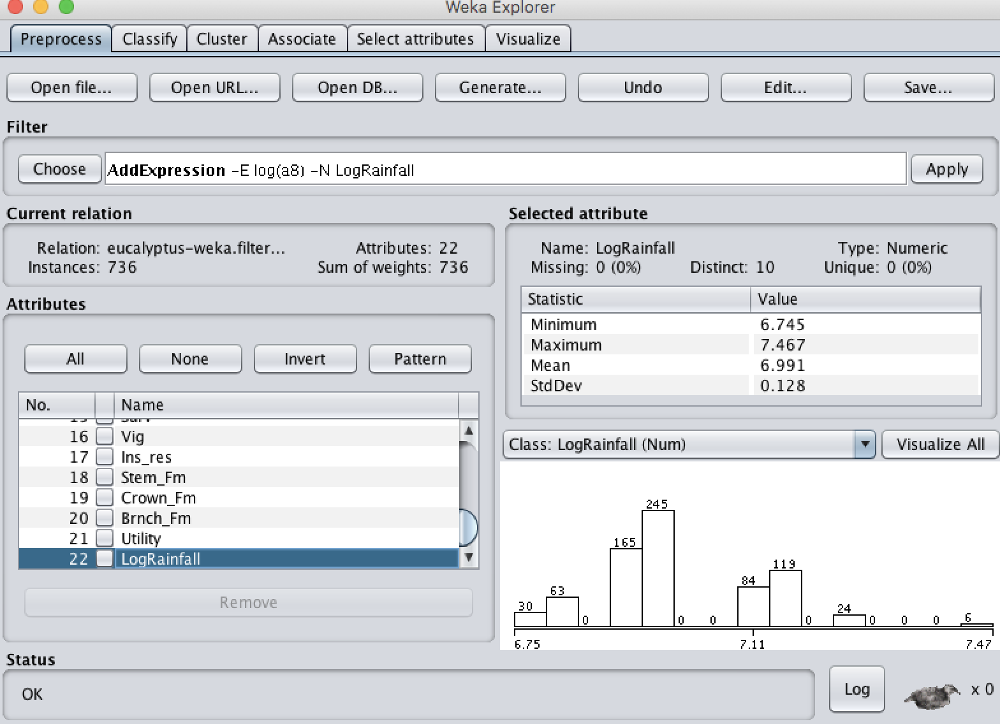 Weka Explorer
Preprocess Classify Cluster Associate Select attributes Visualize
Open file... Open URL... Open DB... Generate... Undo Edit... Save...
Filter
Choose AddExpression -E log(a8) -N LogRainfall Apply
Current relation
Relation: eucalyptus-weka.filter... Attributes: 22
Instances: 736 Sum of weights: 736
Attributes
All None Invert Pattern
No. Name
16 Vig
17 Ins_res
18 Stem_Fm
19 Crown_Fm
20 Brnch_Fm
21 Utility
22 LogRainfall
Remove
Selected attribute
Name: LogRainfall Type: Numeric
Missing: 0 (0%) Distinct: 10 Unique: 0 (0%)
Statistic Value
Minimum 6.745
Maximum 7.467
Mean 6.991
StdDev 0.128
Class: LogRainfall (Num) Visualize All
30 63 0 165 245 0 0 84 119 0 24 0 0 0 6
6.75 7.11 7.47
Status
OK
Log x 0